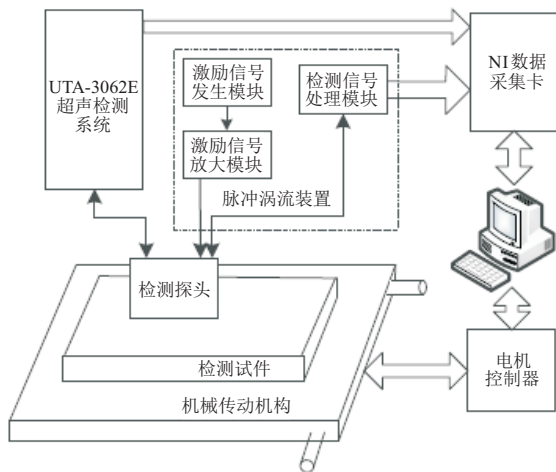 UTA-3062E
超声检测
系统
激励信号
发生模块
检测信号
处理模块
NI数据
采集卡
激励信号
放大模块
脉冲涡流装置
检测探头
检测试件
机械传动机构
电机
控制器